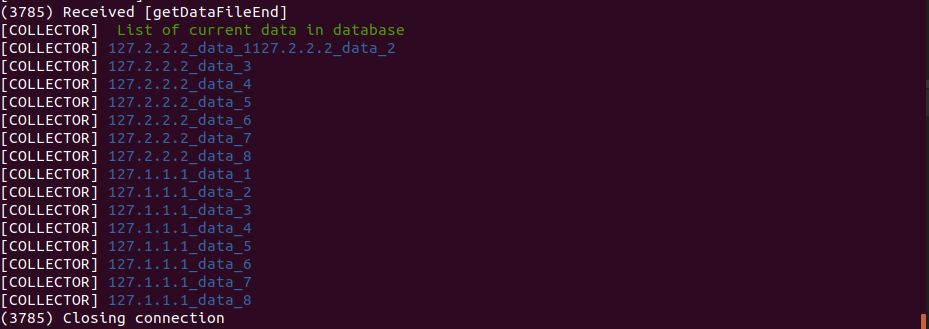 (3785) Received [getDataFileEnd]
[COLLECTOR]  List of current data in database
[COLLECTOR] 127.2.2.2_data_1127.2.2.2_data_2
[COLLECTOR] 127.2.2.2_data_3
[COLLECTOR] 127.2.2.2_data_4
[COLLECTOR] 127.2.2.2_data_5
[COLLECTOR] 127.2.2.2_data_6
[COLLECTOR] 127.2.2.2_data_7
[COLLECTOR] 127.2.2.2_data_8
[COLLECTOR] 127.1.1.1_data_1
[COLLECTOR] 127.1.1.1_data_2
[COLLECTOR] 127.1.1.1_data_3
[COLLECTOR] 127.1.1.1_data_4
[COLLECTOR] 127.1.1.1_data_5
[COLLECTOR] 127.1.1.1_data_6
[COLLECTOR] 127.1.1.1_data_7
[COLLECTOR] 127.1.1.1_data_8
(3785) Closing connection